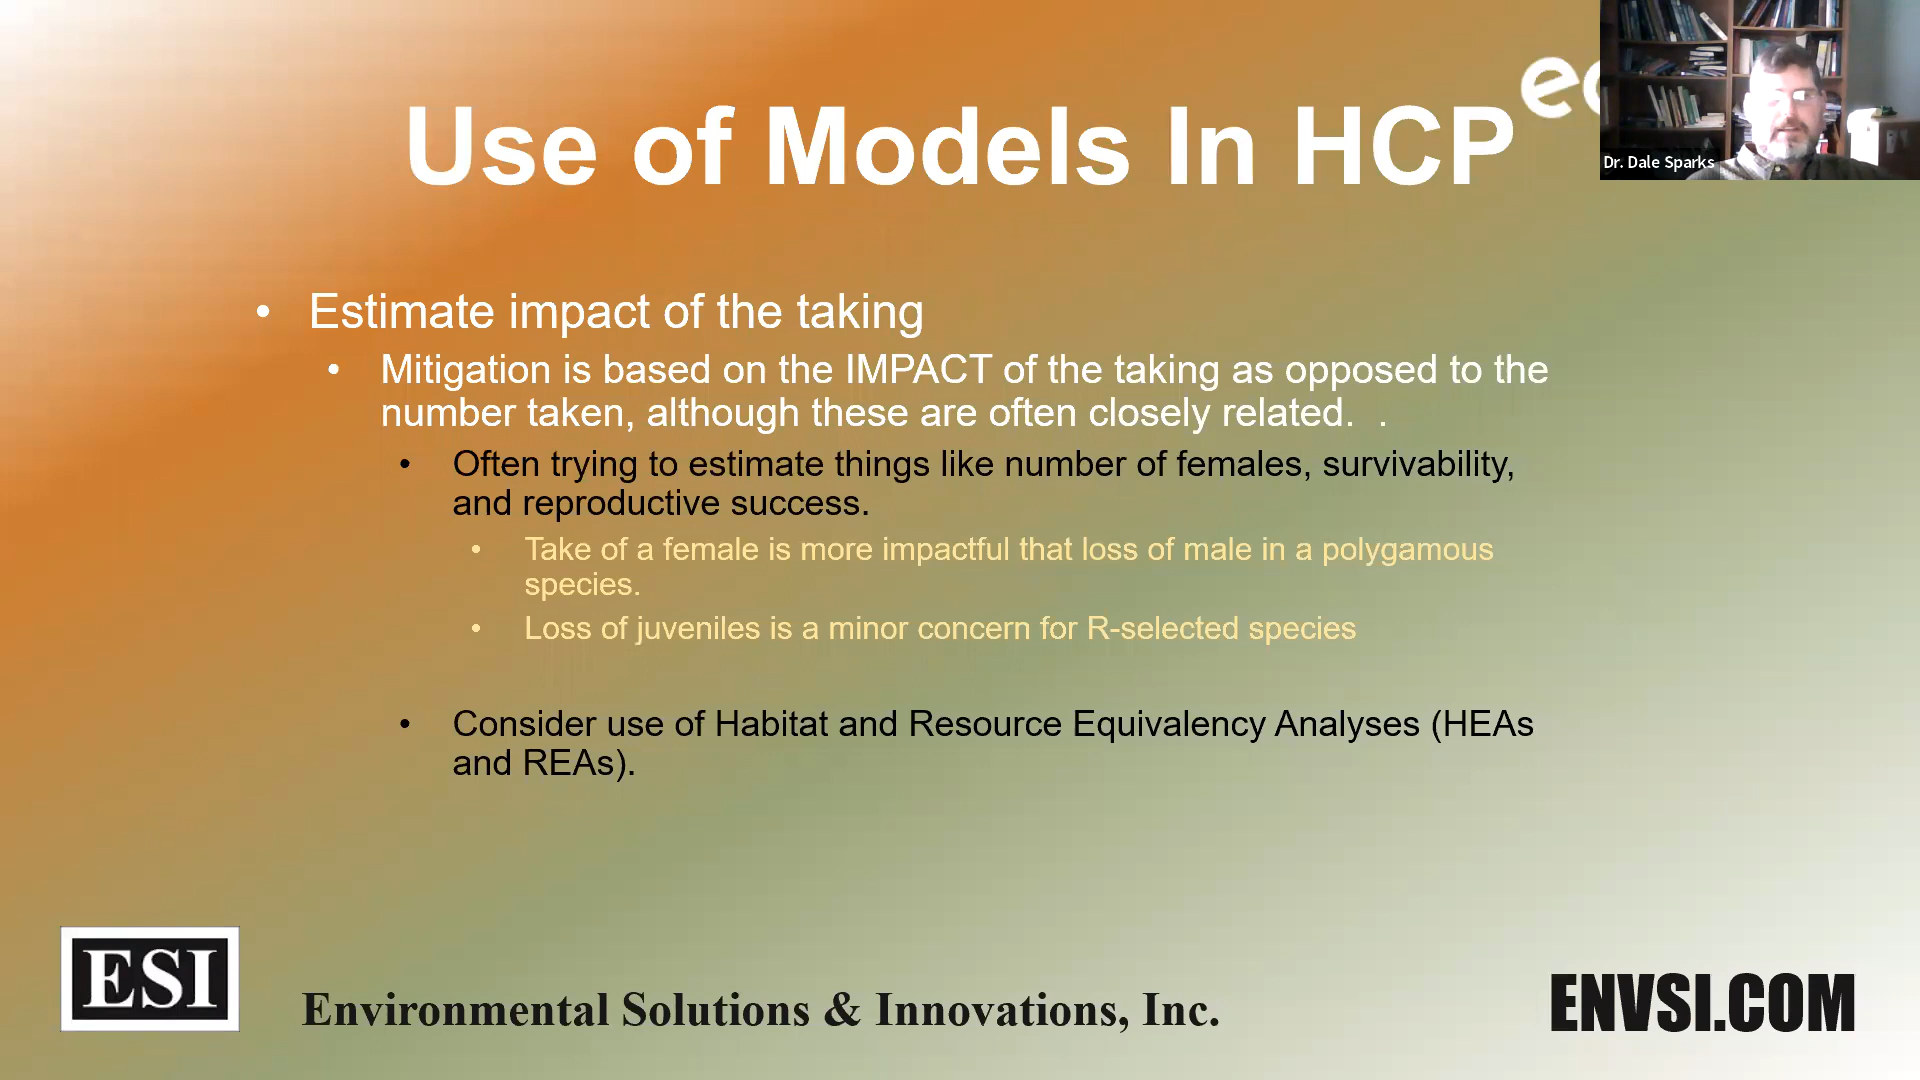 Use of Models In HCP
Dr. Dale Sparks
• Estimate impact of the taking
• Mitigation is based on the IMPACT of the taking as opposed to the
number taken, although these are often closely related.  .
• Often trying to estimate things like number of females, survivability,
and reproductive success.
• Take of a female is more impactful that loss of male in a polygamous
species.
• Loss of juveniles is a minor concern for R-selected species
• Consider use of Habitat and Resource Equivalency Analyses (HEAs
and REAs).
ESI
Environmental Solutions & Innovations, Inc.
ENVSI.COM